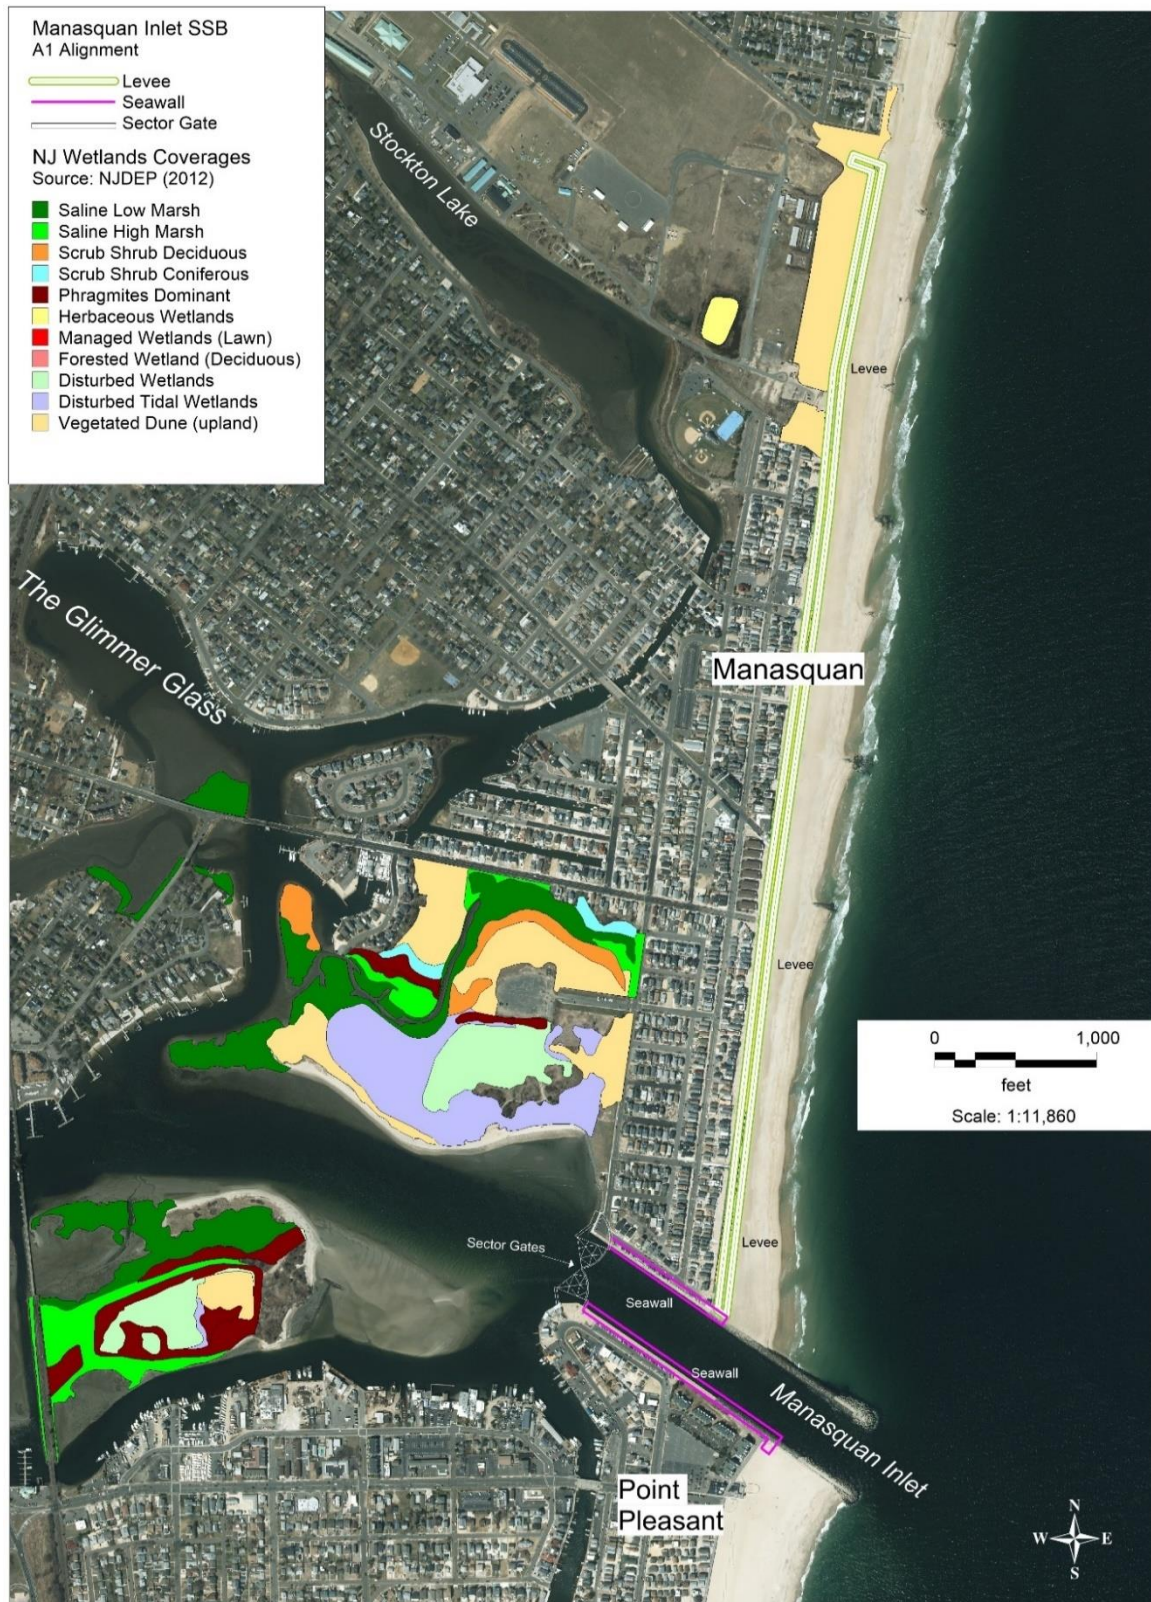 Manasquan Inlet SSB
A1 Alignment
Levee
Seawall
Sector Gate
NJ Wetlands Coverages
Source: NJDEP (2012)
Saline Low Marsh
Saline High Marsh
Scrub Shrub Deciduous
Scrub Shrub Coniferous
Phragmites Dominant
Herbaceous Wetlands
Managed Wetlands (Lawn)
Forested Wetland (Deciduous)
Disturbed Wetlands
Disturbed Tidal Wetlands
Vegetated Dune (upland)
Stockton Lake
Levee
The Glimmer Glass
Manasquan
Levee
0 1,000
feet
Scale: 1:11,860
Sector Gates
Levee
Seawall
Seawall
Manasquan Inlet
Point
Pleasant
N
W E
S